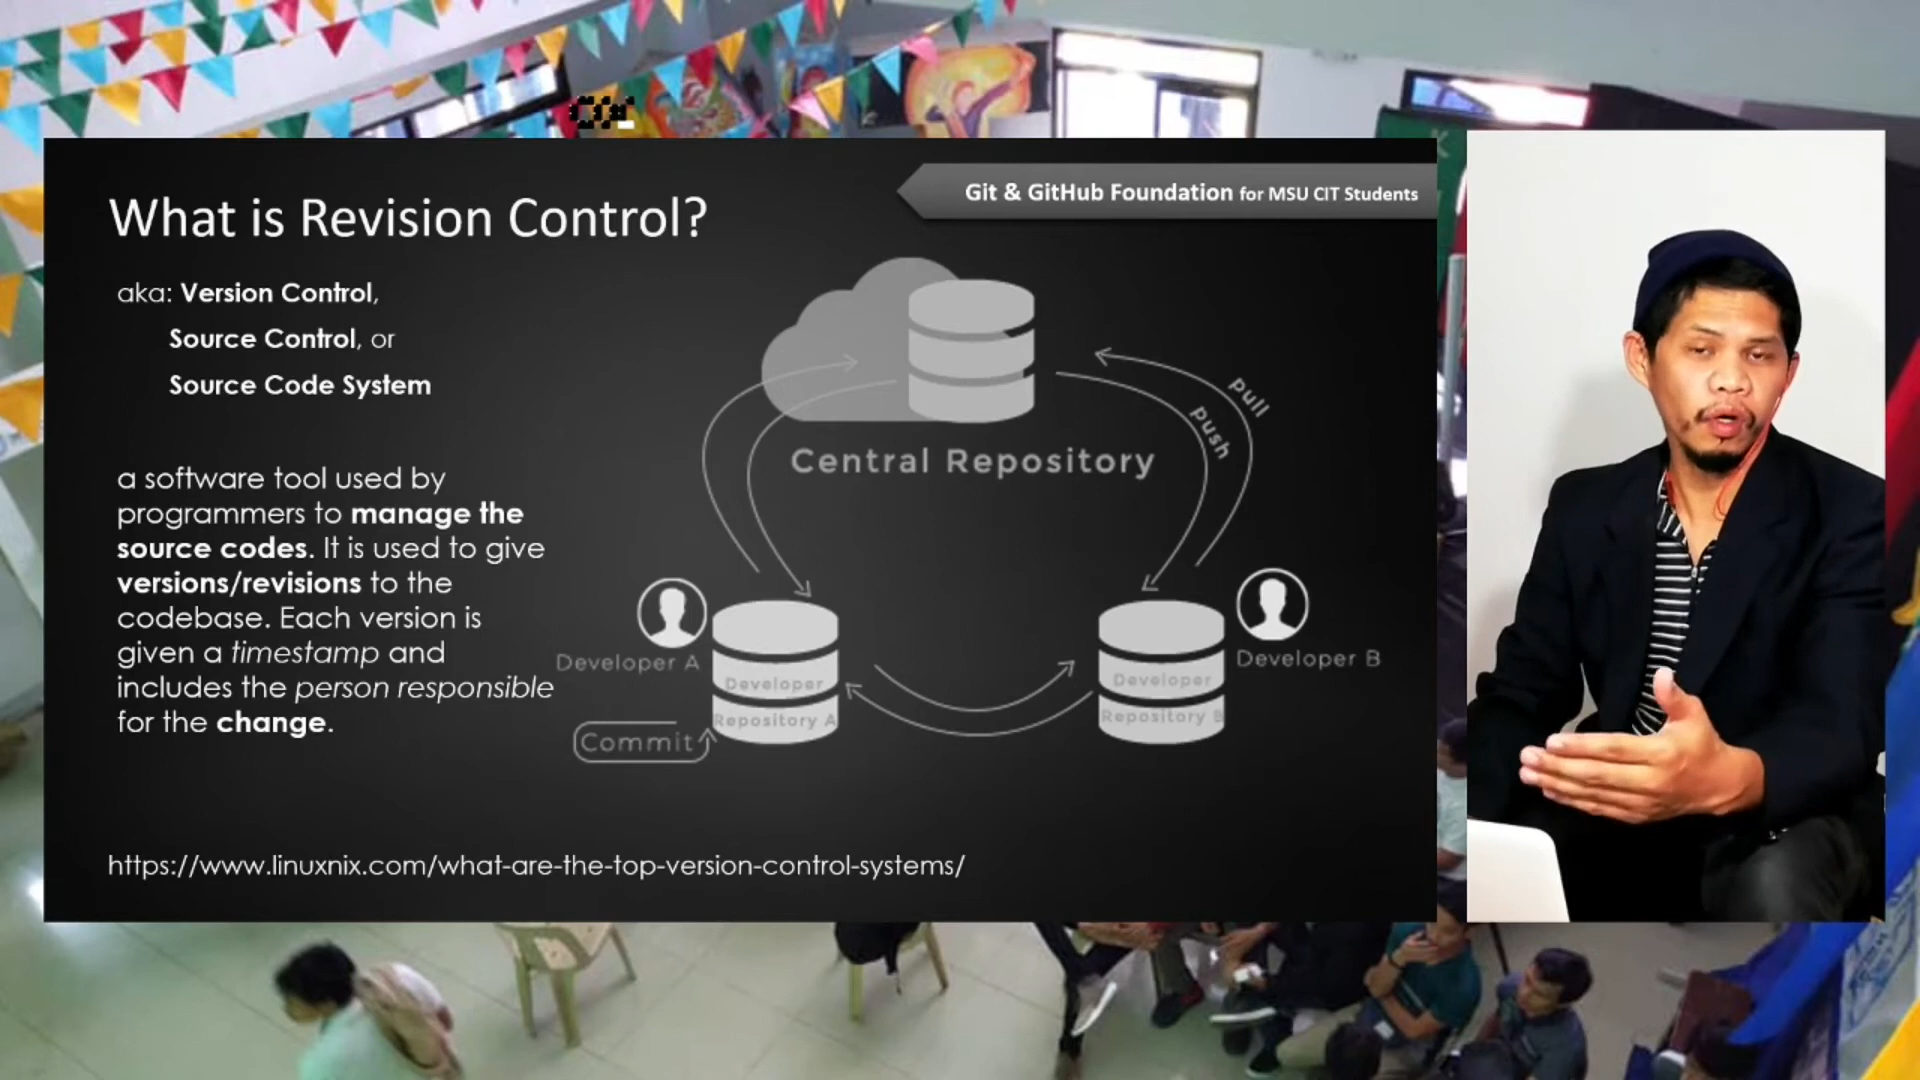 Git & GitHub Foundation for MSU CIT Students
What is Revision Control?
aka: Version Control,
Source Control, or
Source Code System
a software tool used by
programmers to manage the
source codes. It is used to give
versions/revisions to the
codebase. Each version is
given a timestamp and
includes the person responsible
for the change.
Central Repository
pull
push
Developer A
Developer
Repository A
Commit
Developer B
Developer
Repository B
https://www.linuxnix.com/what-are-the-top-version-control-systems/